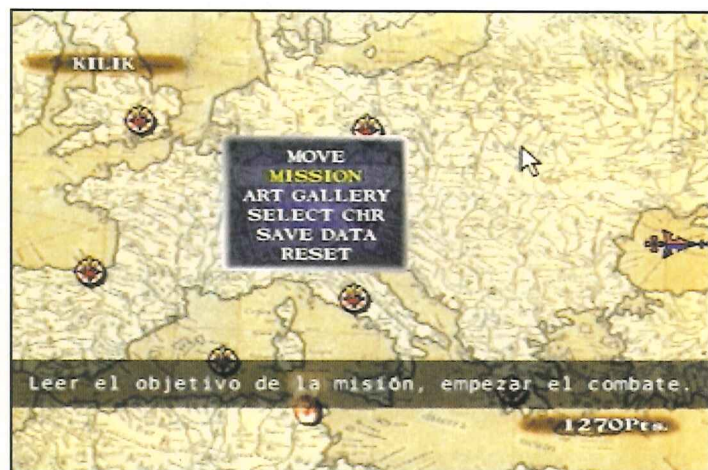 KILIK
MOVE
MISSION
ART GALLERY
SELECT CHR
SAVE DATA
RESET
Leer el objetivo de la misión, empezar el combate.
1270Pts.